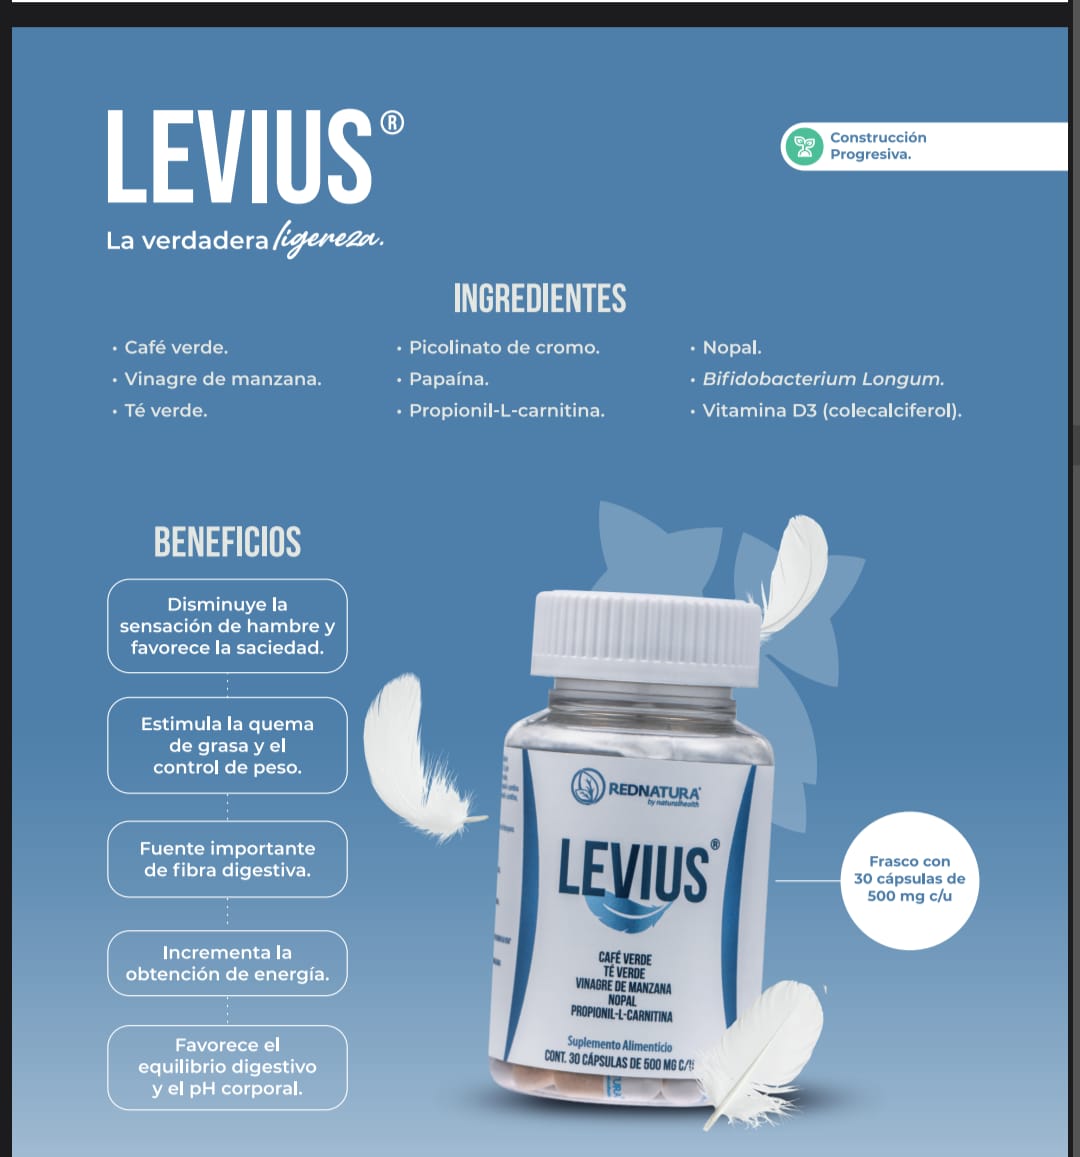 LEVIUS®
La verdadera ligereza.
Construcción
Progresiva.
INGREDIENTES
• Café verde.
• Vinagre de manzana.
• Té verde.
• Picolinato de cromo.
• Papaína.
• Propionil-L-carnitina.
• Nopal.
• Bifidobacterium Longum.
• Vitamina D3 (colecalciferol).
BENEFICIOS
Disminuye la
sensación de hambre y
favorece la saciedad.
Estimula la quema
de grasa y el
control de peso.
Fuente importante
de fibra digestiva.
Incrementa la
obtención de energía.
Favorece el
equilibrio digestivo
y el pH corporal.
REDNATURA
by naturalhealth
LEVIUS®
CAFÉ VERDE
TÉ VERDE
VINAGRE DE MANZANA
NOPAL
PROPIONIL-L-CARNITINA
Suplemento Alimenticio
CONT. 30 CÁPSULAS DE 500 MG C/
Frasco con
30 cápsulas de
500 mg c/u